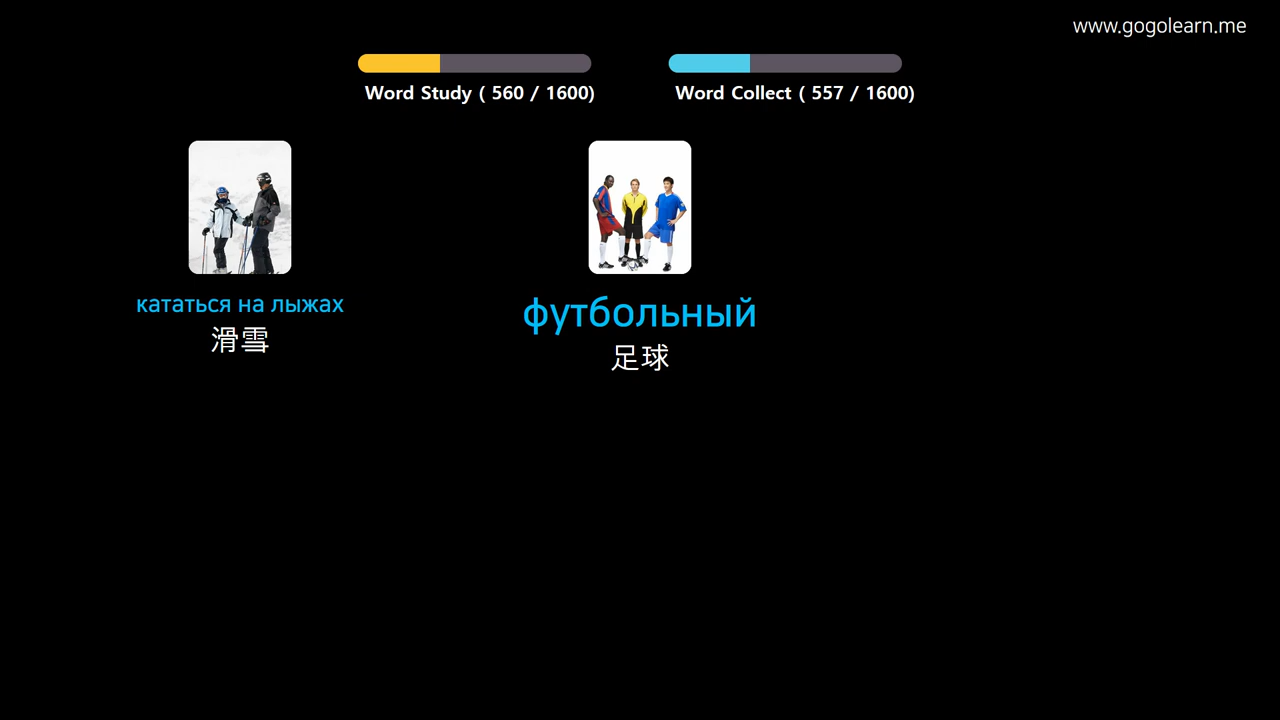 www.gogolearn.me
Word Study ( 560 / 1600)
Word Collect ( 557 / 1600)
кататься на лыжах
滑雪
футбольный
足球